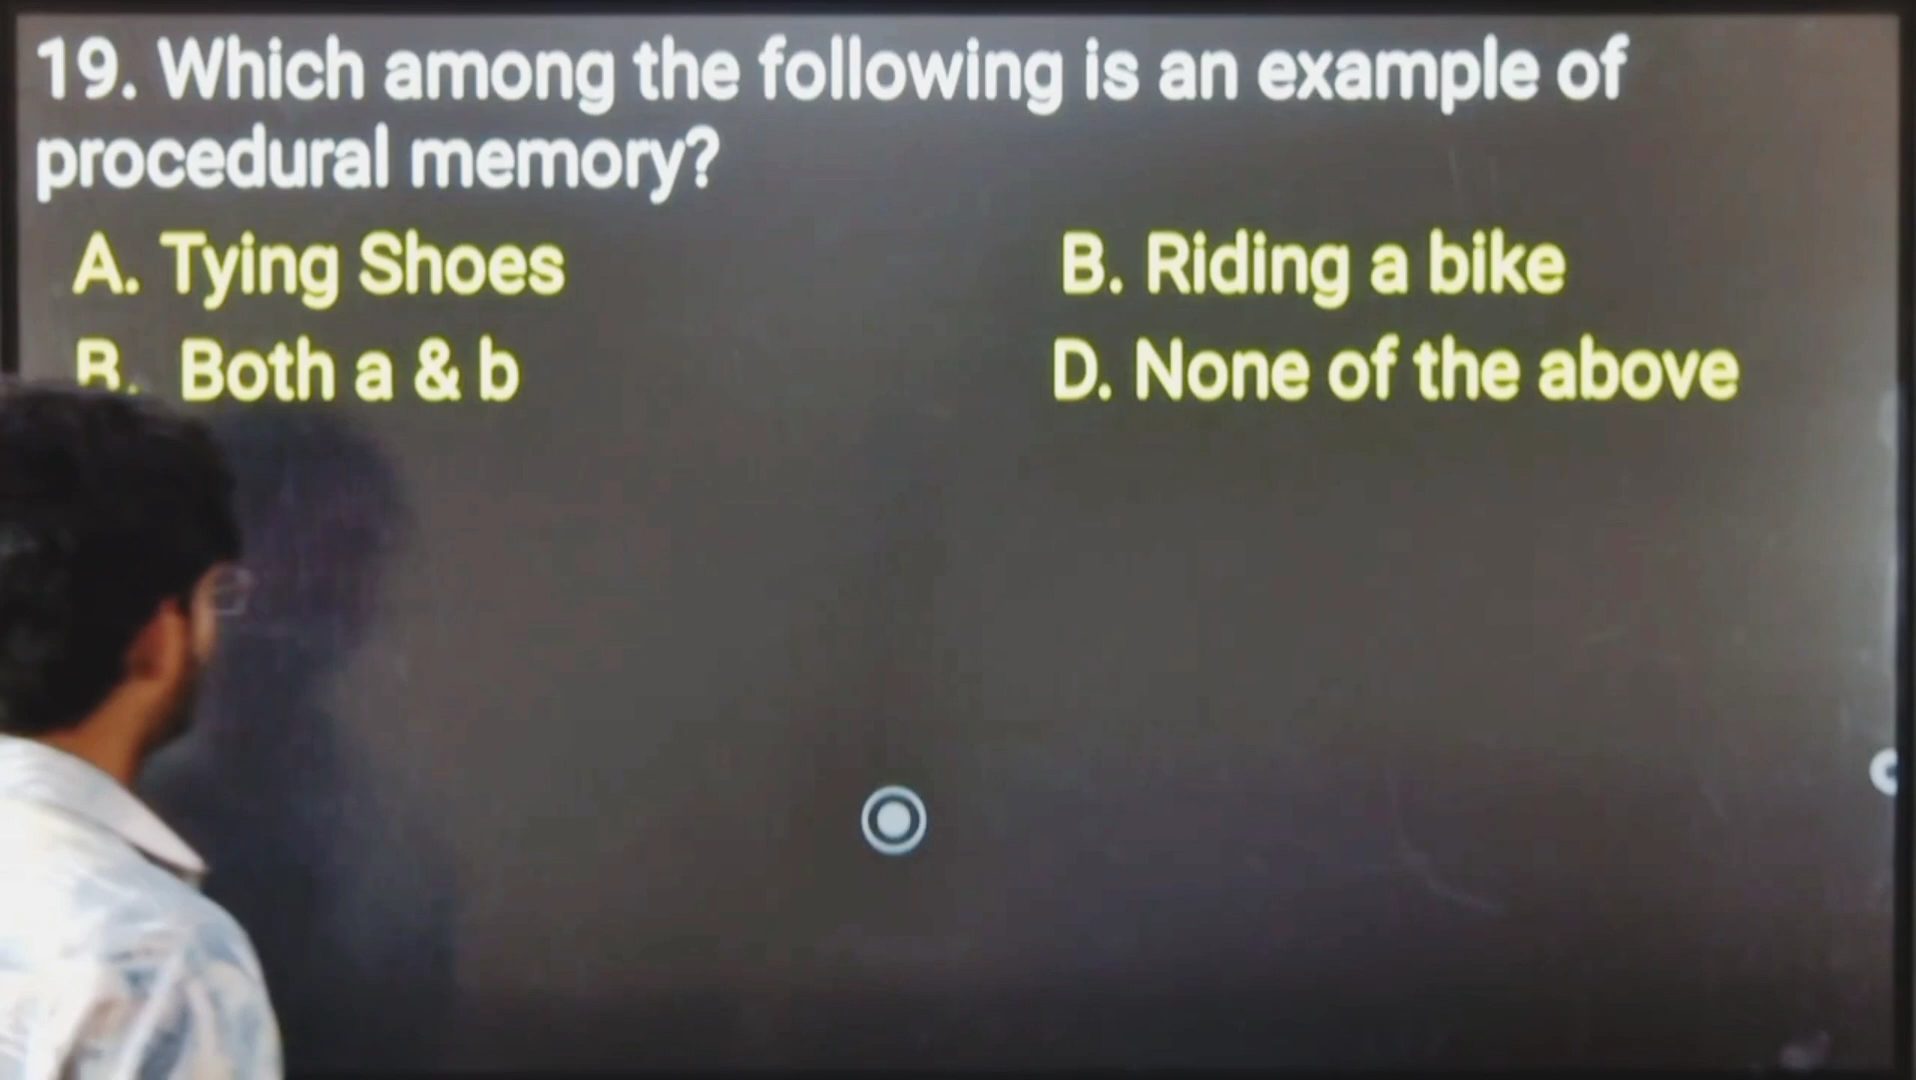 19. Which among the following is an example of
procedural memory?
A. Tying Shoes
B. Riding a bike
B. Both a & b
D. None of the above